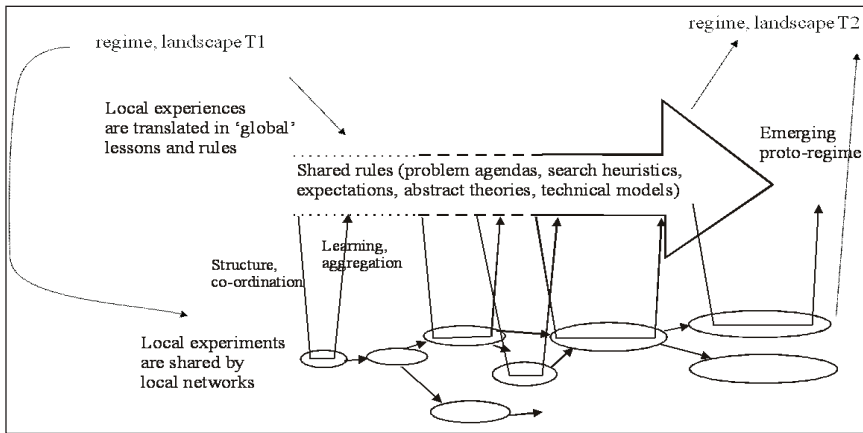 regime, landscape T1
regime, landscape T2
Local experiences
are translated in ‘global’
lessons and rules
Emerging
proto-regime
Shared rules (problem agendas, search heuristics,
expectations, abstract theories, technical models)
Learning,
aggregation
Structure,
co-ordination
Local experiments
are shared by
local networks